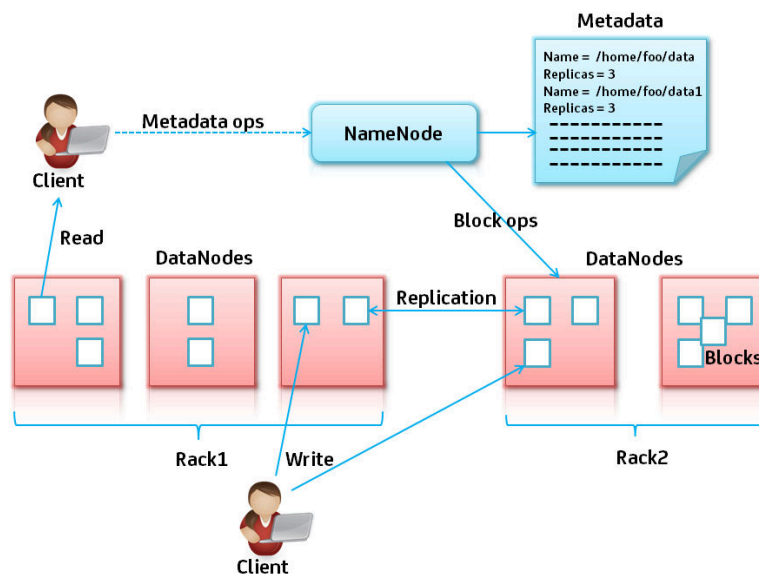 Metadata
Name = /home/foo/data
Replicas = 3
Name = /home/foo/data1
Replicas = 3
Metadata ops
NameNode
Client
Read
Block ops
DataNodes
DataNodes
Replication
Blocks
Rack1
Write
Rack2
Client